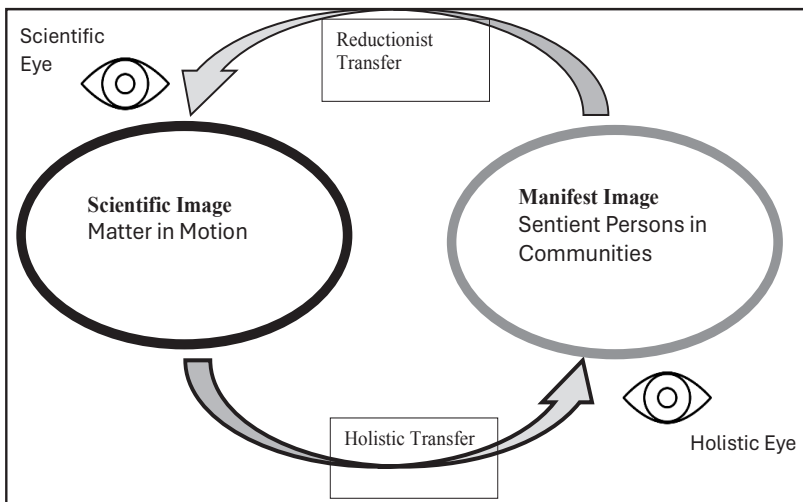 Scientific
Eye
Reductionist
Transfer
Scientific Image
Matter in Motion
Manifest Image
Sentient Persons in
Communities
Holistic Transfer
Holistic Eye